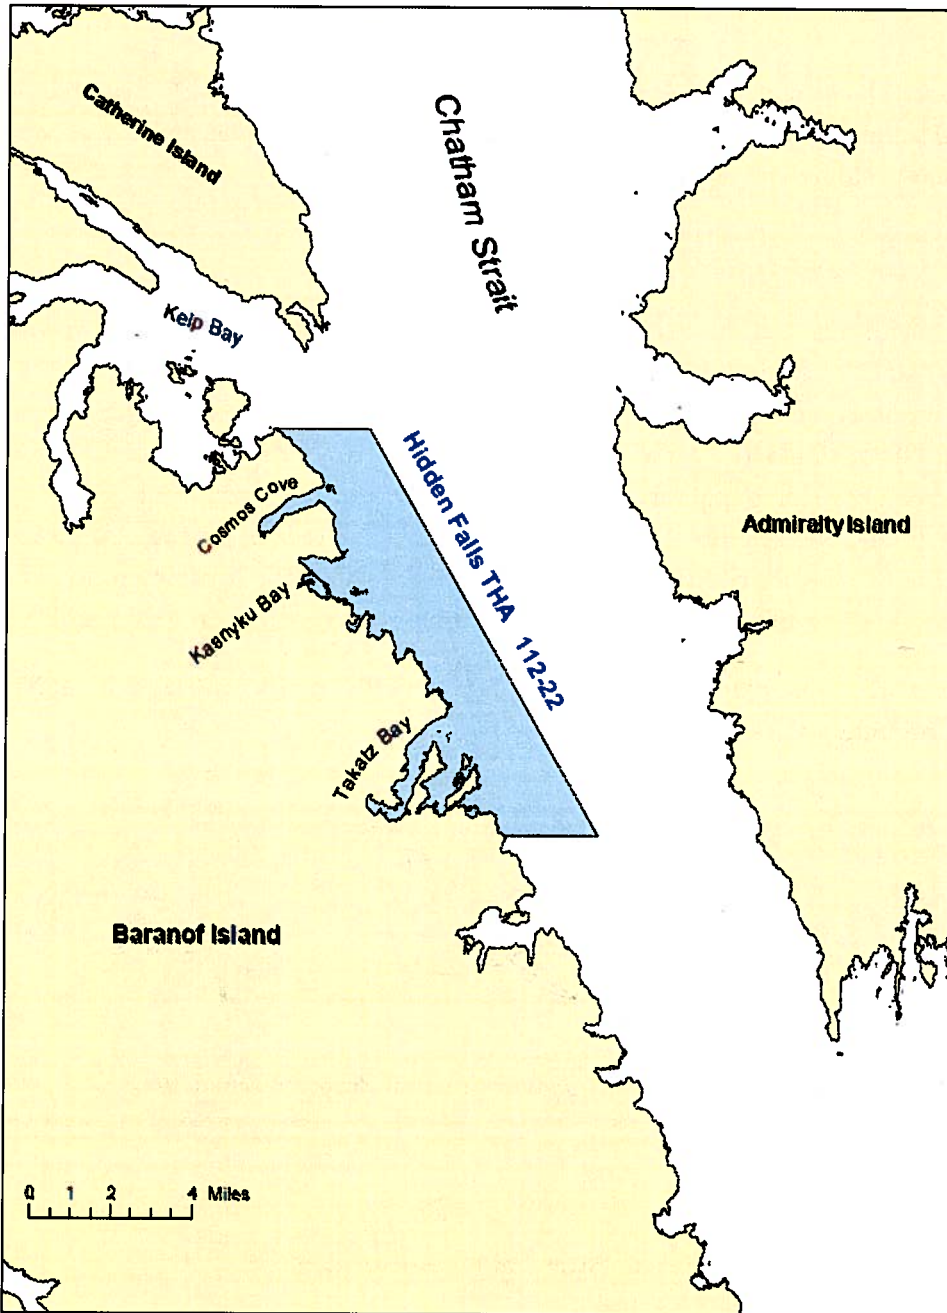 Catherine Island
Chatham Strait
Kelp Bay
Hidden Falls THA 112-22
Cosmos Cove
Admiralty Island
Kasnyku Bay
Takatz Bay
Baranof Island
0 1 2 4 Miles